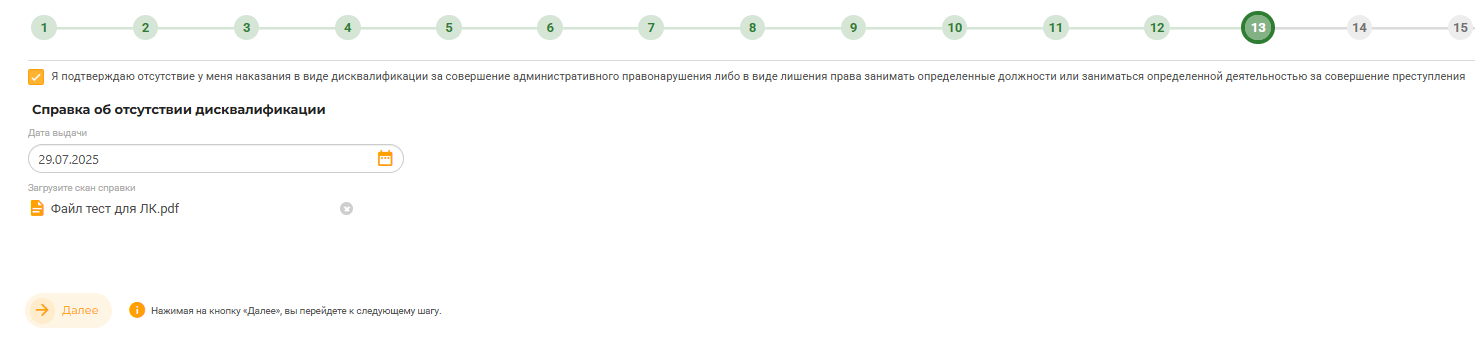 1 2 3 4 5 6 7 8 9 10 11 12 13 14 15
Я подтверждаю отсутствие у меня наказания в виде дисквалификации за совершение административного правонарушения либо в виде лишения права занимать определенные должности или заниматься определенной деятельностью за совершение преступления
Справка об отсутствии дисквалификации
Дата выдачи
29.07.2025
Загрузите скан справки
Файл тест для ЛК.pdf
Далее Нажимая на кнопку «Далее», вы перейдете к следующему шагу.